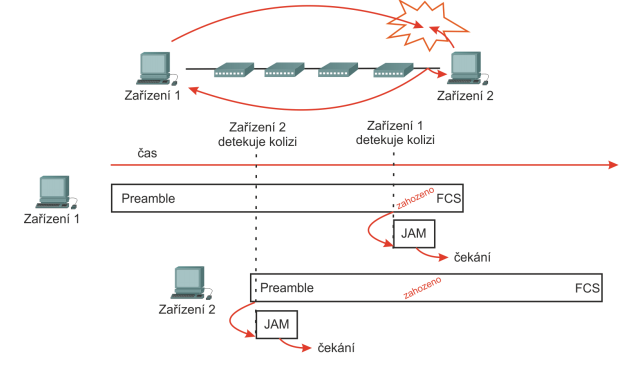 Zařízení 1
Zařízení 2
Zařízení 2
detekuje kolizi
Zařízení 1
detekuje kolizi
čas
Preamble
zahozeno
FCS
Zařízení 1
JAM
čekání
Preamble
zahozeno
FCS
Zařízení 2
JAM
čekání